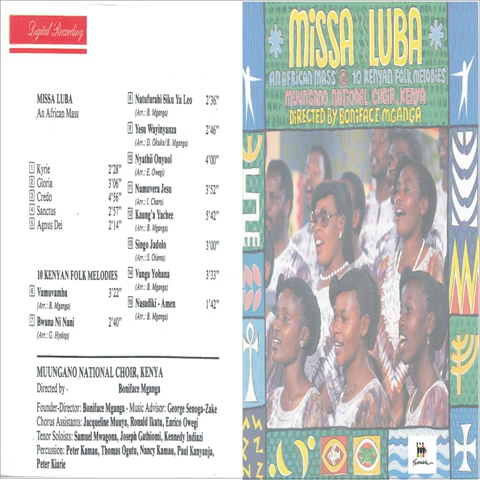 Digital Recording
MISSA LUBA
An African Mass
1 Kyrie 2'28"
2 Gloria 3'06"
3 Credo 4'56"
4 Sanctus 2'57"
5 Agnus Dei 2'14"
10 KENYAN FOLK MELODIES
6 Vamuvamba 3'22"
(Arr.: B. Mganga)
7 Bwana Ni Nani 2'40"
(Arr.: G. Hyslop)
8 Natufurahi Siku Ya Leo 2'36"
(Arr.: B. Mganga)
9 Yesu Wayinyanza 2'46"
(Arr.: D. Okuku/B. Mganga)
10 Nyathii Onyuol 4'00"
(Arr.: E. Owegi)
11 Namuvera Jesu 3'52"
(Arr.: I. Charo)
12 Kaung'a Yachee 5'42"
(Arr.: B. Mganga)
13 Singo Jadolo 3'00"
(Arr.: S. Otieno)
14 Vanga Yohana 3'33"
(Arr.: B. Mganga)
15 Nasadiki - Amen 1'42"
(Arr.: B. Mganga)
MUUNGANO NATIONAL CHOIR, KENYA
Directed by - Boniface Mganga
Founder-Director: Boniface Mganga - Music Advisor: George Senoga-Zake
Chorus Assistants: Jacqueline Muuya, Ronald Ikutu, Enrico Owegi
Tenor Soloists: Samuel Mwagona, Joseph Gathiomi, Kennedy Indiazi
Percussion: Peter Kamau, Thomas Ogutu, Nancy Kamau, Paul Kanyanja,
Peter Kiarie
MISSA LUBA
AN AFRICAN MASS 10 KENYAN FOLK MELODIES
MUUNGANO NATIONAL CHOIR, KENYA
DIRECTED BY BONIFACE MGANGA